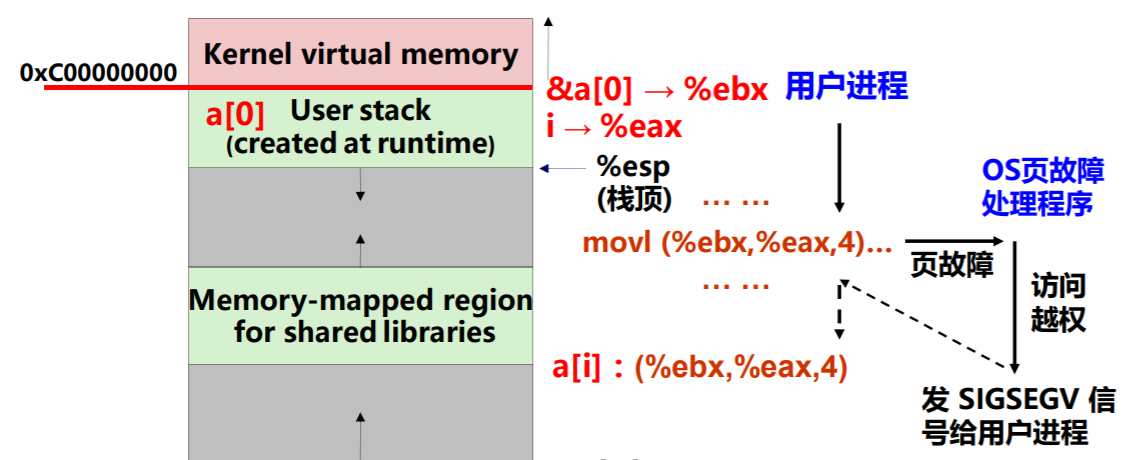 Kernel virtual memory
0xC00000000
&a[0] → %ebx 用户进程
a[0] User stack
(created at runtime)
i → %eax
%esp
(栈顶)
… …
OS页故障
处理程序
movl (%ebx,%eax,4)…
页故障
… …
访问
越权
Memory-mapped region
for shared libraries
a[i]：(%ebx,%eax,4)
发 SIGSEGV 信
号给用户进程